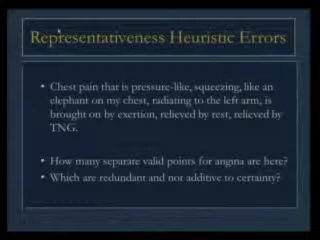 Representativeness Heuristic Errors
• Chest pain that is pressure-like, squeezing, like an
elephant on my chest, radiating to the left arm, is
brought on by exertion, relieved by rest, relieved by
TNG.
• How many separate valid points for angina are here?
• Which are redundant and not additive to certainty?